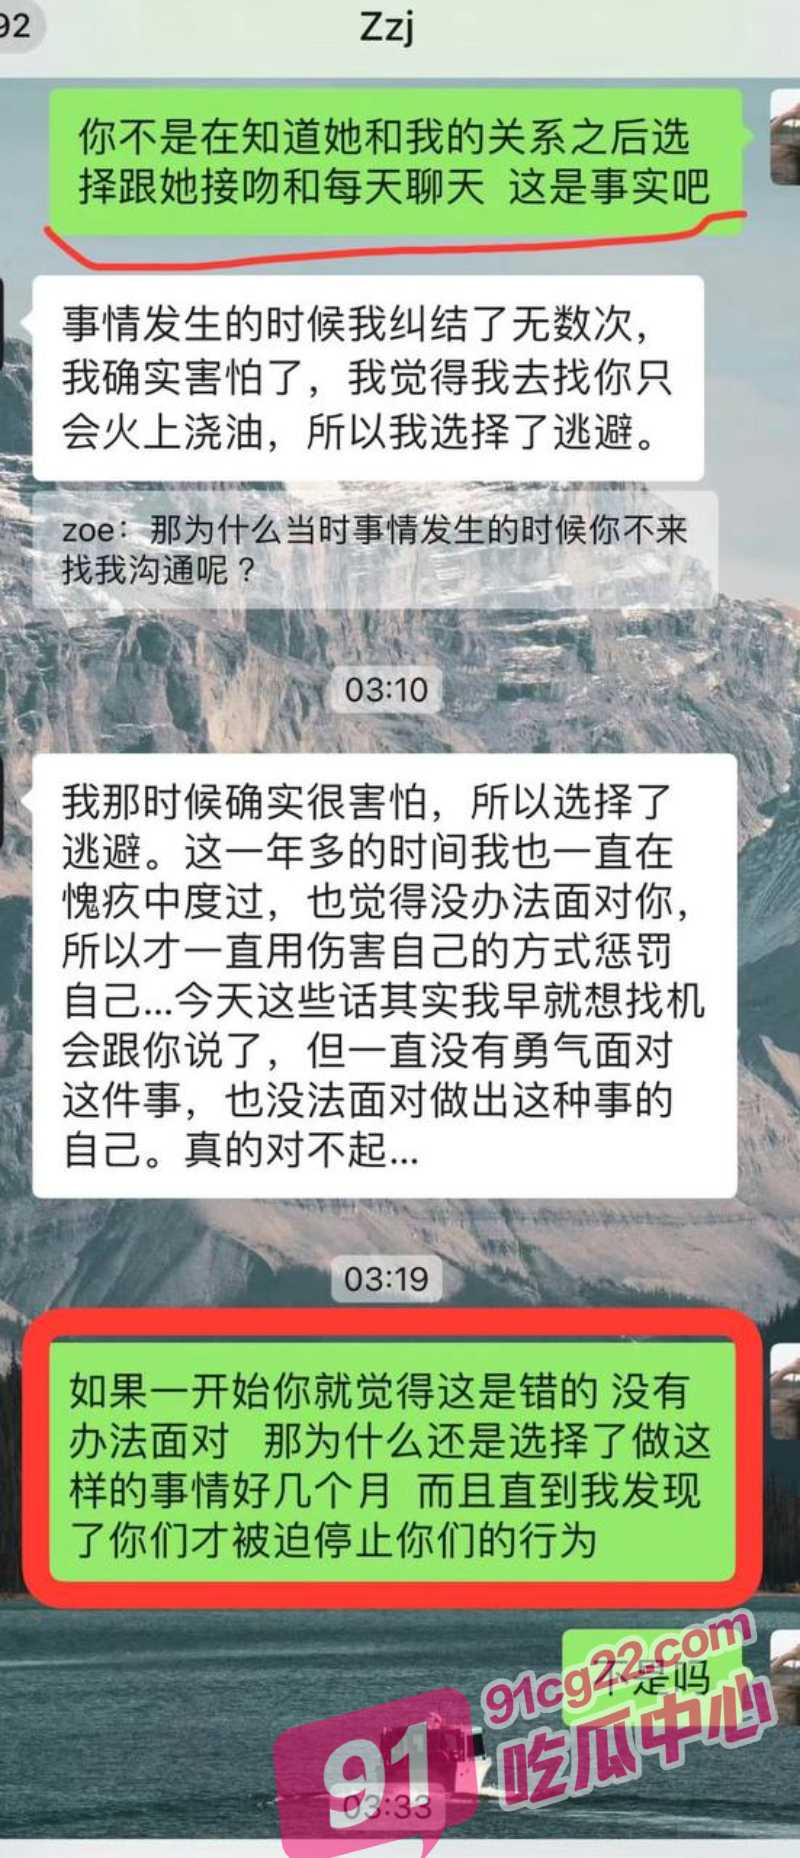 92
Zzj
你不是在知道她和我的关系之后选
择跟她接吻和每天聊天 这是事实吧
事情发生的时候我纠结了无数次，
我确实害怕了，我觉得我去找你只
会火上浇油，所以我选择了逃避。
zoe：那为什么当时事情发生的时候你不来
找我沟通呢？
03:10
我那时候确实很害怕，所以选择了
逃避。这一年多的时间我也一直在
愧疚中度过，也觉得没办法面对你，
所以才一直用伤害自己的方式惩罚
自己...今天这些话其实我早就想找机
会跟你说了，但一直没有勇气面对
这件事，也没法面对做出这种事的
自己。真的对不起...
03:19
如果一开始你就觉得这是错的 没有
办法面对 那为什么还是选择了做这
样的事情好几个月 而且直到我发现
了你们才被迫停止你们的行为
不是吗
91cg22.com
91
吃瓜中心
03:33